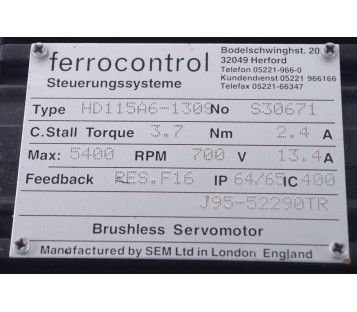 ferrocontrol
Steuerungssysteme
Bodelschwinghst. 20
32049 Herford
Telefon 05221-966-0
Kundendienst 05221 966166
Telefax 05221-66347
Type HD115A6-1309 No S30671
C.Stall Torque 3.7 Nm 2.4 A
Max: 5400 RPM 700 V 13.4 A
Feedback RES.F16 IP 64/65 IC 400
J95-52290TR
Brushless Servomotor
Manufactured by SEM Ltd in London England